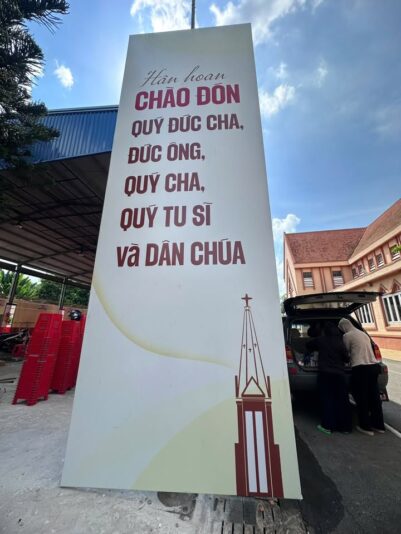 Hân hoan
CHÀO ĐÓN
QUÝ ĐỨC CHA,
ĐỨC ÔNG,
QUÝ CHA,
QUÝ TU SĨ
và DÂN CHÚA